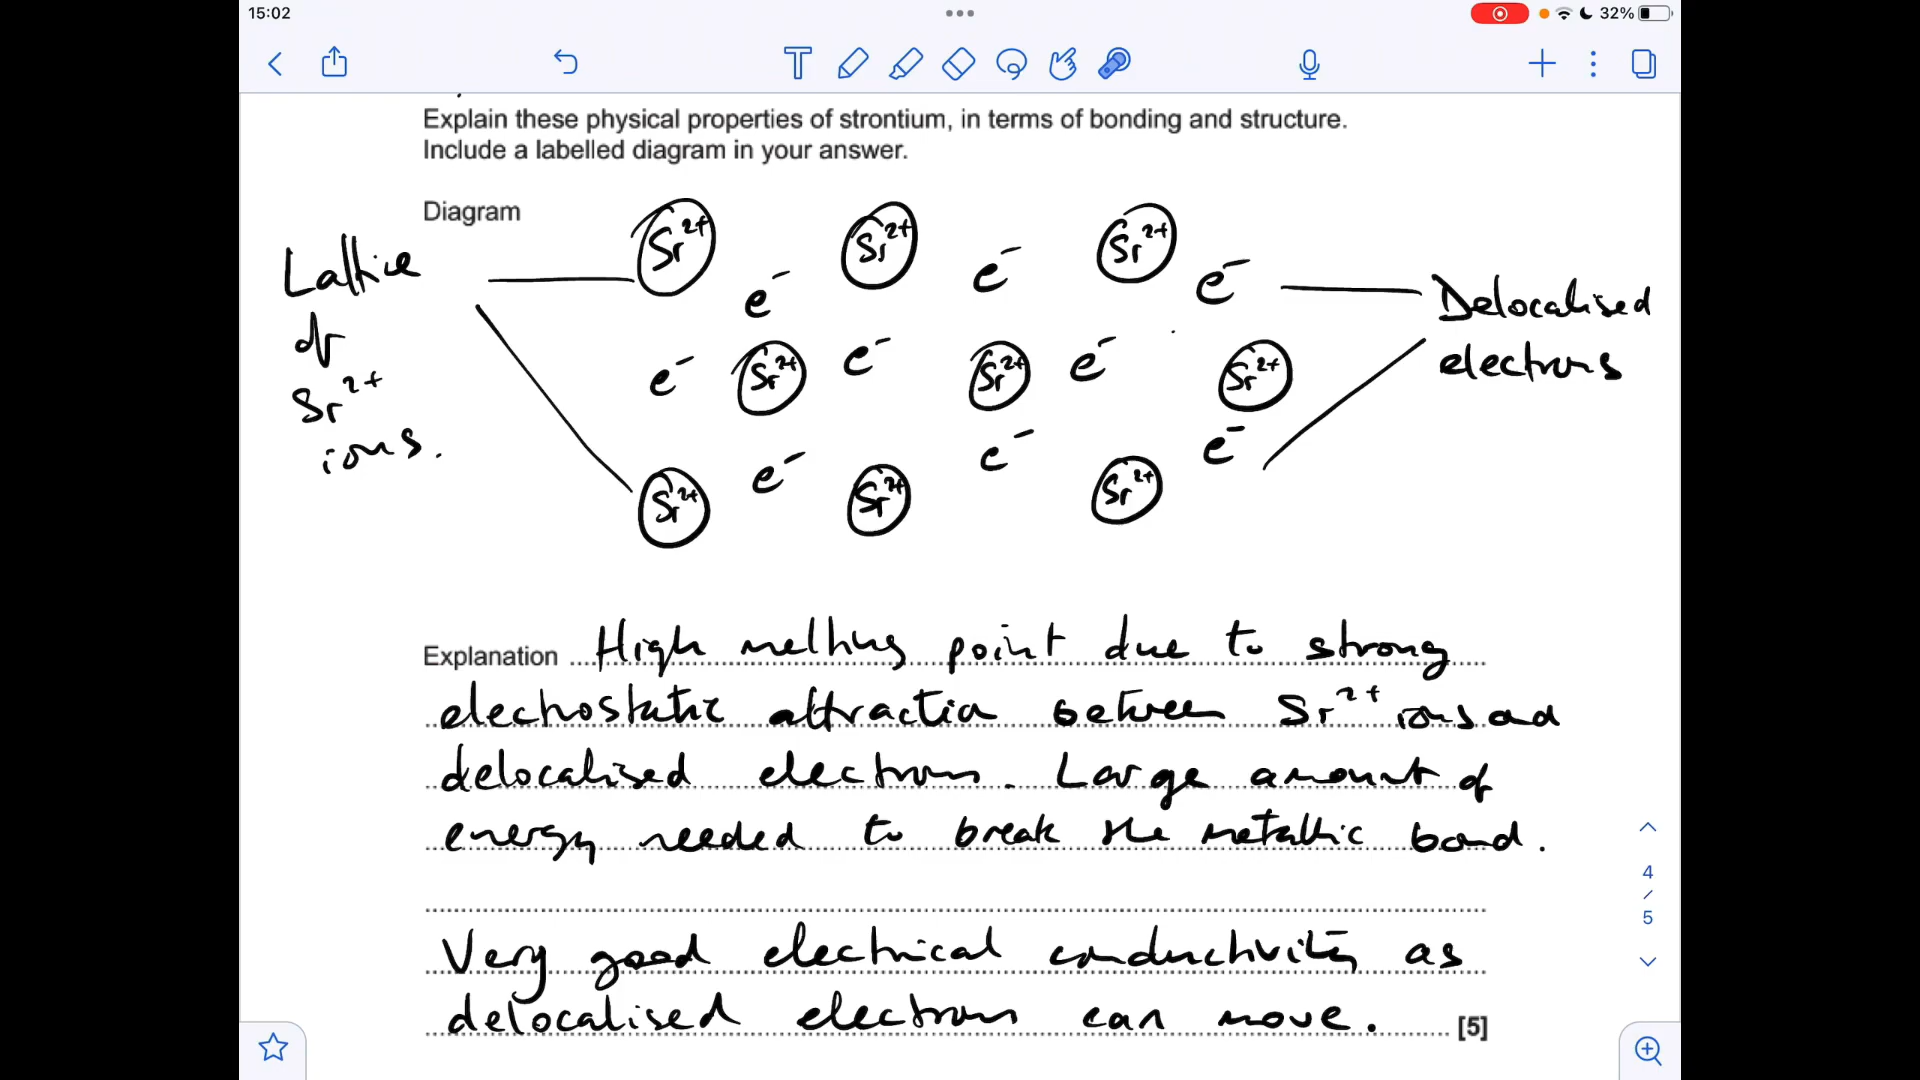 15:02
32%
Explain these physical properties of strontium, in terms of bonding and structure.
Include a labelled diagram in your answer.
Diagram
Lattice
of
Sr²⁺
ions.
Sr²⁺ Sr²⁺ Sr²⁺
e⁻ e⁻ e⁻
e⁻ Sr²⁺ e⁻ Sr²⁺ e⁻ Sr²⁺
e⁻ e⁻ e⁻
Sr²⁺ Sr²⁺ Sr²⁺
Delocalised
electrons
Explanation High melting point due to strong
electrostatic attraction between Sr²⁺ ions and
delocalised electrons. Large amount of
energy needed to break the metallic bond.
Very good electrical conductivity as
delocalised electrons can move. [5]
4
/
5